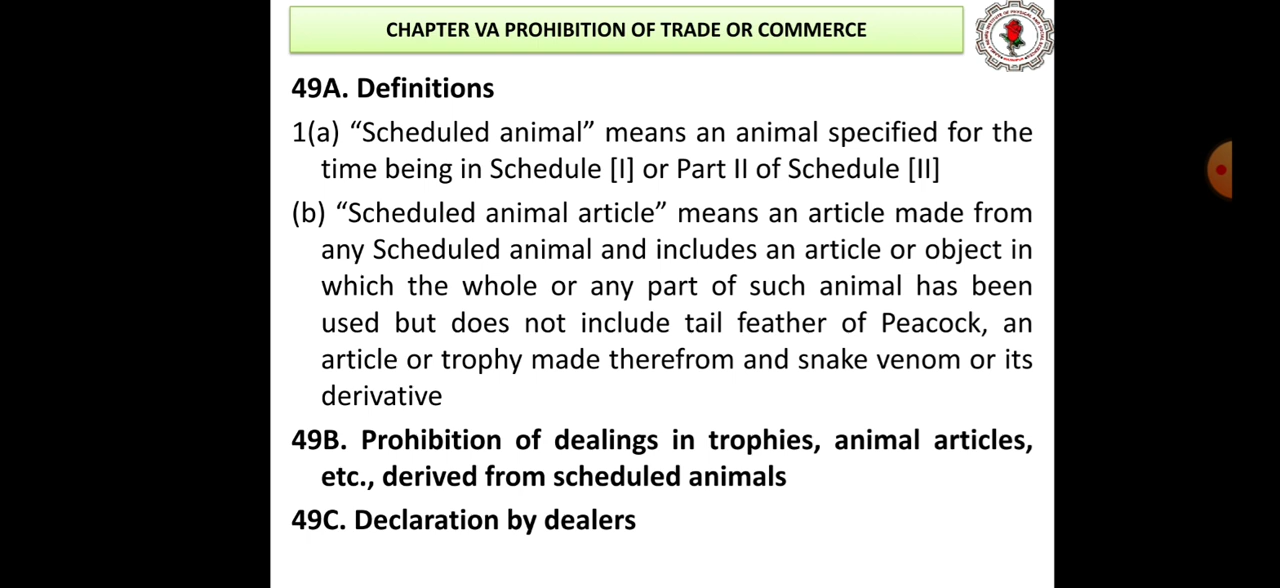 CHAPTER VA PROHIBITION OF TRADE OR COMMERCE
49A. Definitions
1(a) “Scheduled animal” means an animal specified for the
time being in Schedule [I] or Part II of Schedule [II]
(b) “Scheduled animal article” means an article made from
any Scheduled animal and includes an article or object in
which the whole or any part of such animal has been
used but does not include tail feather of Peacock, an
article or trophy made therefrom and snake venom or its
derivative
49B. Prohibition of dealings in trophies, animal articles,
etc., derived from scheduled animals
49C. Declaration by dealers